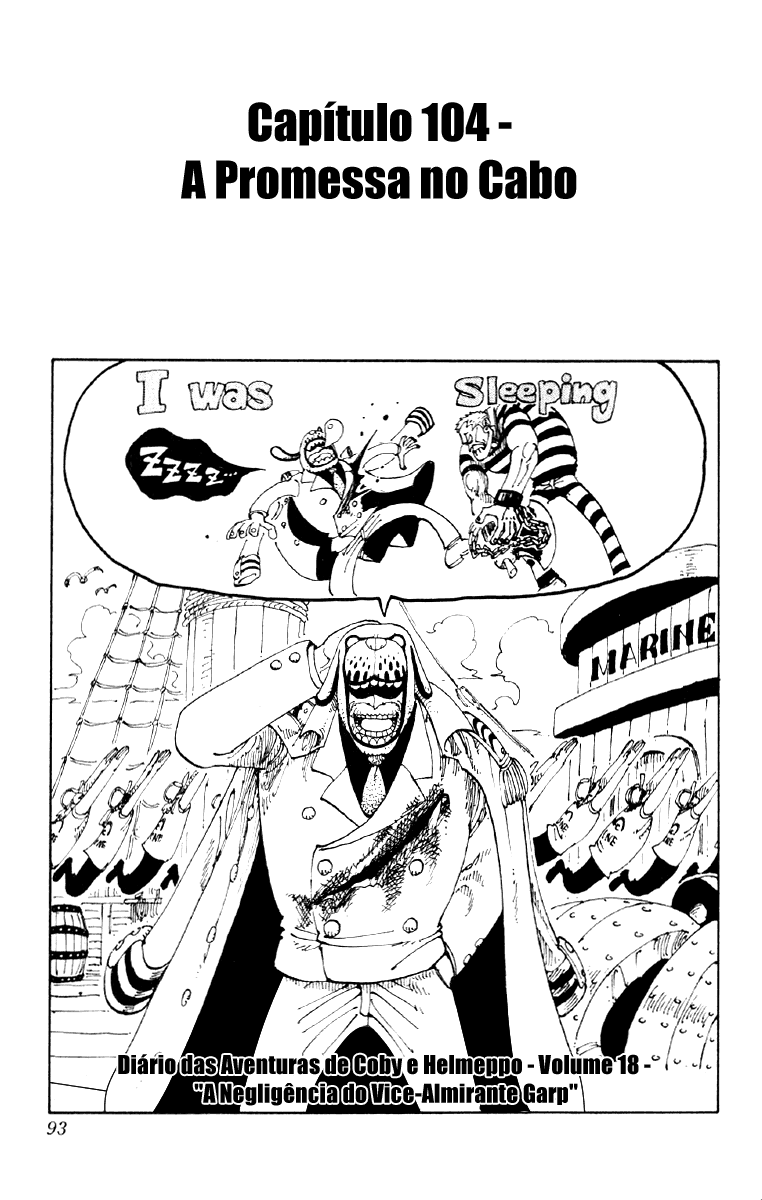 Capítulo 104 -
A Promessa no Cabo
I was Sleeping
ZZZZ...
MARINE
Diário das Aventuras de Coby e Helmeppo - Volume 18 -
"A Negligência do Vice-Almirante Garp"
93